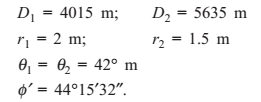 D₁ = 4015 m; D₂ = 5635 m
r₁ = 2 m; r₂ = 1.5 m
θ₁ = θ₂ = 42° m
ϕ′ = 44°15′32″.